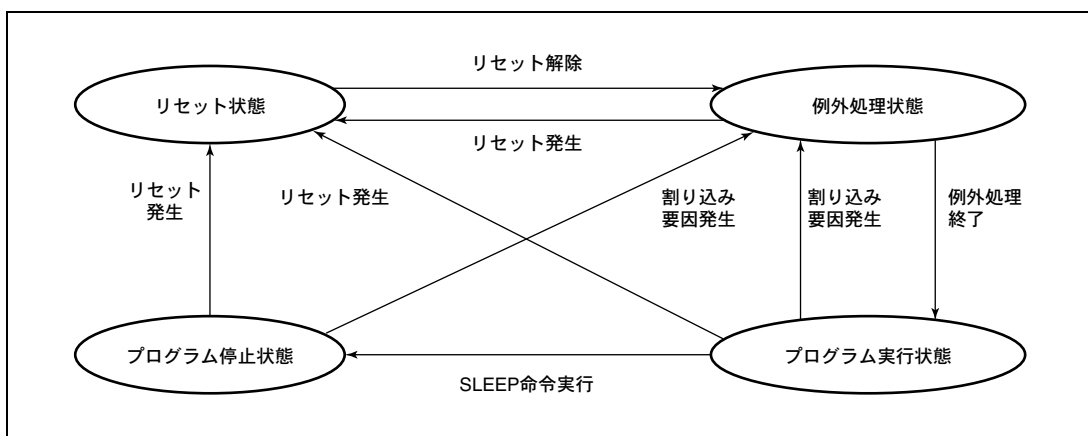 リセット解除
リセット状態
例外処理状態
リセット発生
リセット
発生
リセット発生
割り込み
要因発生
割り込み
要因発生
例外処理
終了
プログラム停止状態
プログラム実行状態
SLEEP命令実行